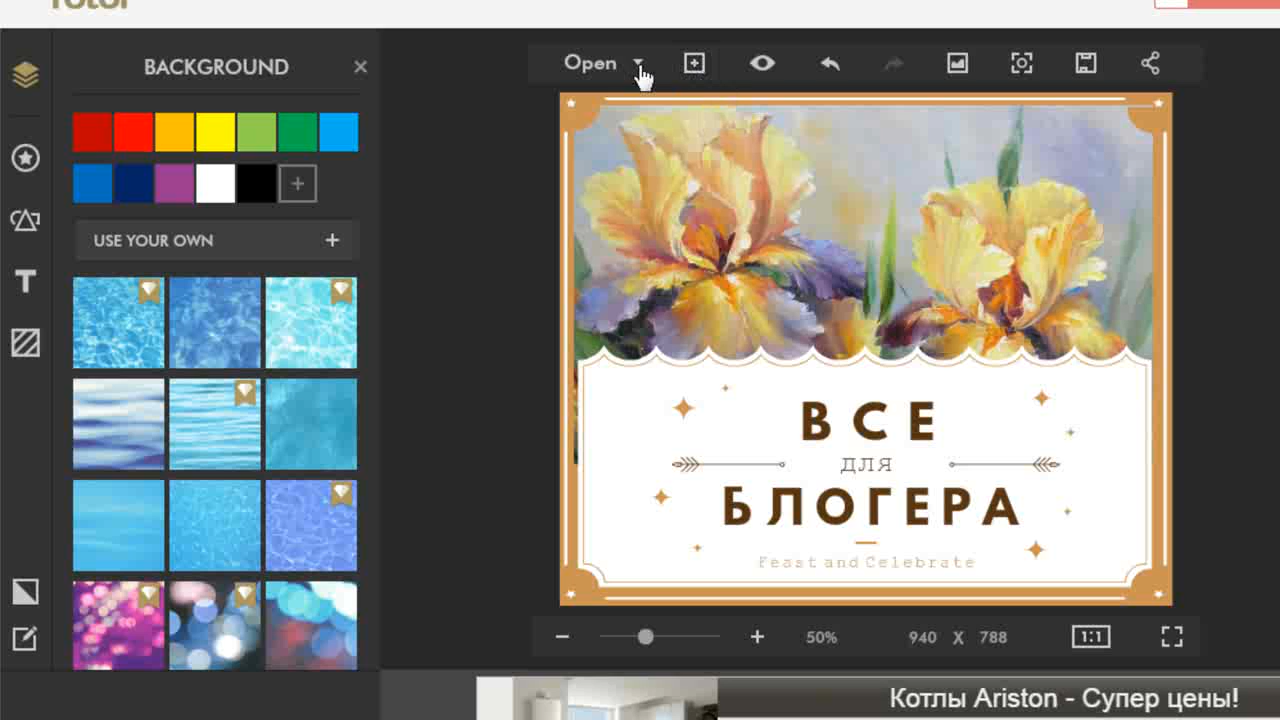 BACKGROUND
USE YOUR OWN
Open
ВСЕ
для
БЛОГЕРА
Feast and Celebrate
50%
940 X 788
1:1
Котлы Ariston - Супер цены!